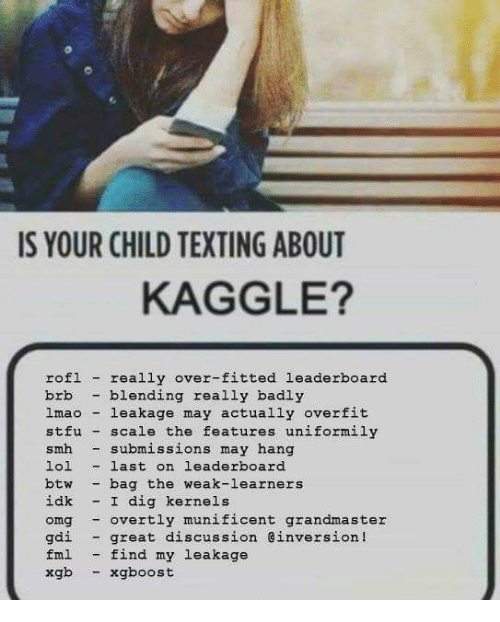 IS YOUR CHILD TEXTING ABOUT
KAGGLE?
rofl - really over-fitted leaderboard
brb - blending really badly
lmao - leakage may actually overfit
stfu - scale the features uniformily
smh - submissions may hang
lol - last on leaderboard
btw - bag the weak-learners
idk - I dig kernels
omg - overtly munificent grandmaster
gdi - great discussion @inversion!
fml - find my leakage
xgb - xgboost